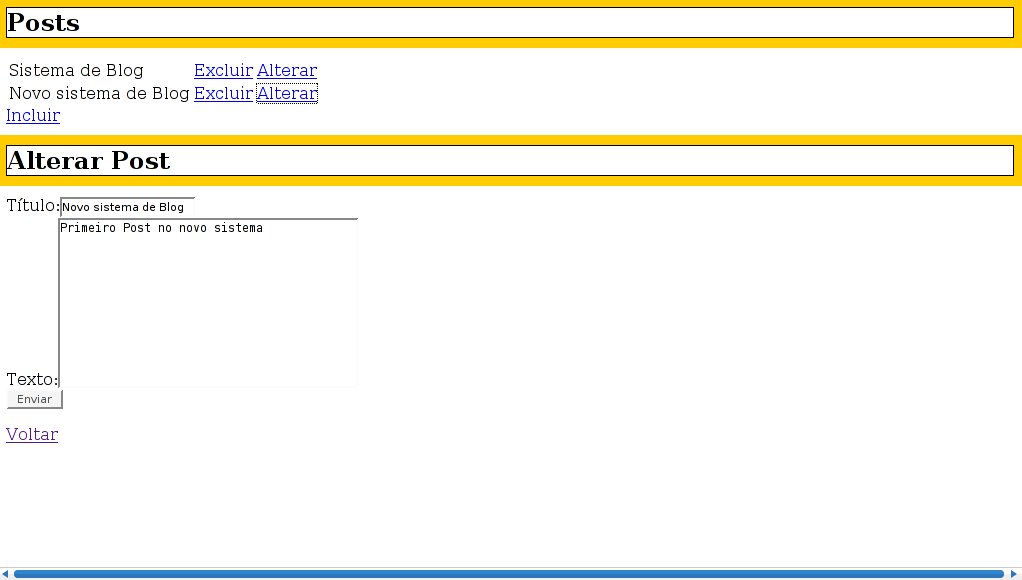 Posts
Sistema de Blog Excluir Alterar
Novo sistema de Blog Excluir Alterar
Incluir
Alterar Post
Título: Novo sistema de Blog
Primeiro Post no novo sistema
Texto:
Enviar
Voltar